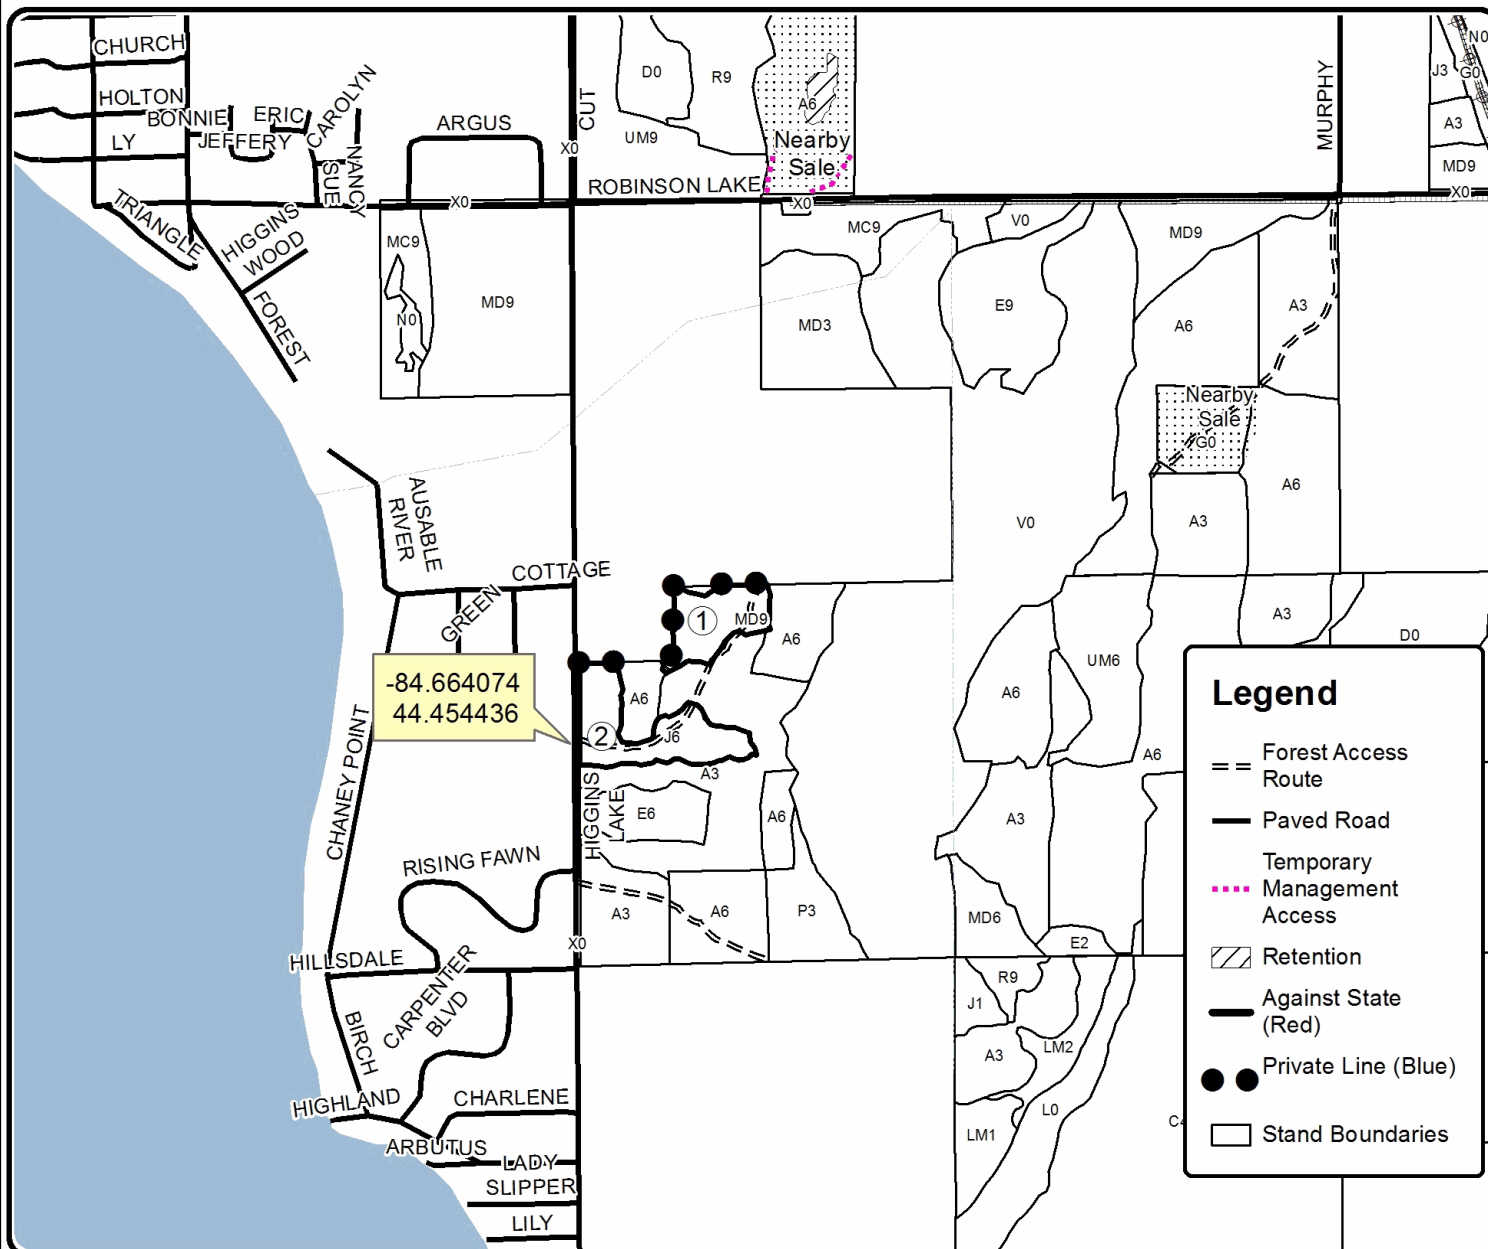 CHURCH
HOLTON
BONNIE
ERIC
CAROLYN
LY
JEFFERY
SUE
NANCY
ARGUS
X0
CUT
D0
R9
UM9
A6
Nearby
Sale
ROBINSON LAKE
X0
X0
MURPHY
N0
J3
G0
A3
MD9
X0
TRIANGLE
HIGGINS
WOOD
FOREST
MC9
N0
MD9
MC9
V0
MD9
MD3
E9
A6
A3
Nearby
Sale
G0
A6
A3
V0
AUSABLE
RIVER
COTTAGE
GREEN
1
MD9
A6
A6
-84.664074
44.454436
2
J6
A3
HIGGINS
LAKE
E6
A6
CHANEY POINT
RISING FAWN
A3
A6
P3
X0
HILLSDALE
CARPENTER
BLVD
BIRCH
HIGHLAND
CHARLENE
ARBUTUS
LADY
SLIPPER
LILY
A3
D0
UM6
A6
A6
A3
MD6
E2
R9
J1
A3
LM2
L0
LM1
Legend
Forest Access
Route
Paved Road
Temporary
Management
Access
Retention
Against State
(Red)
Private Line (Blue)
Stand Boundaries